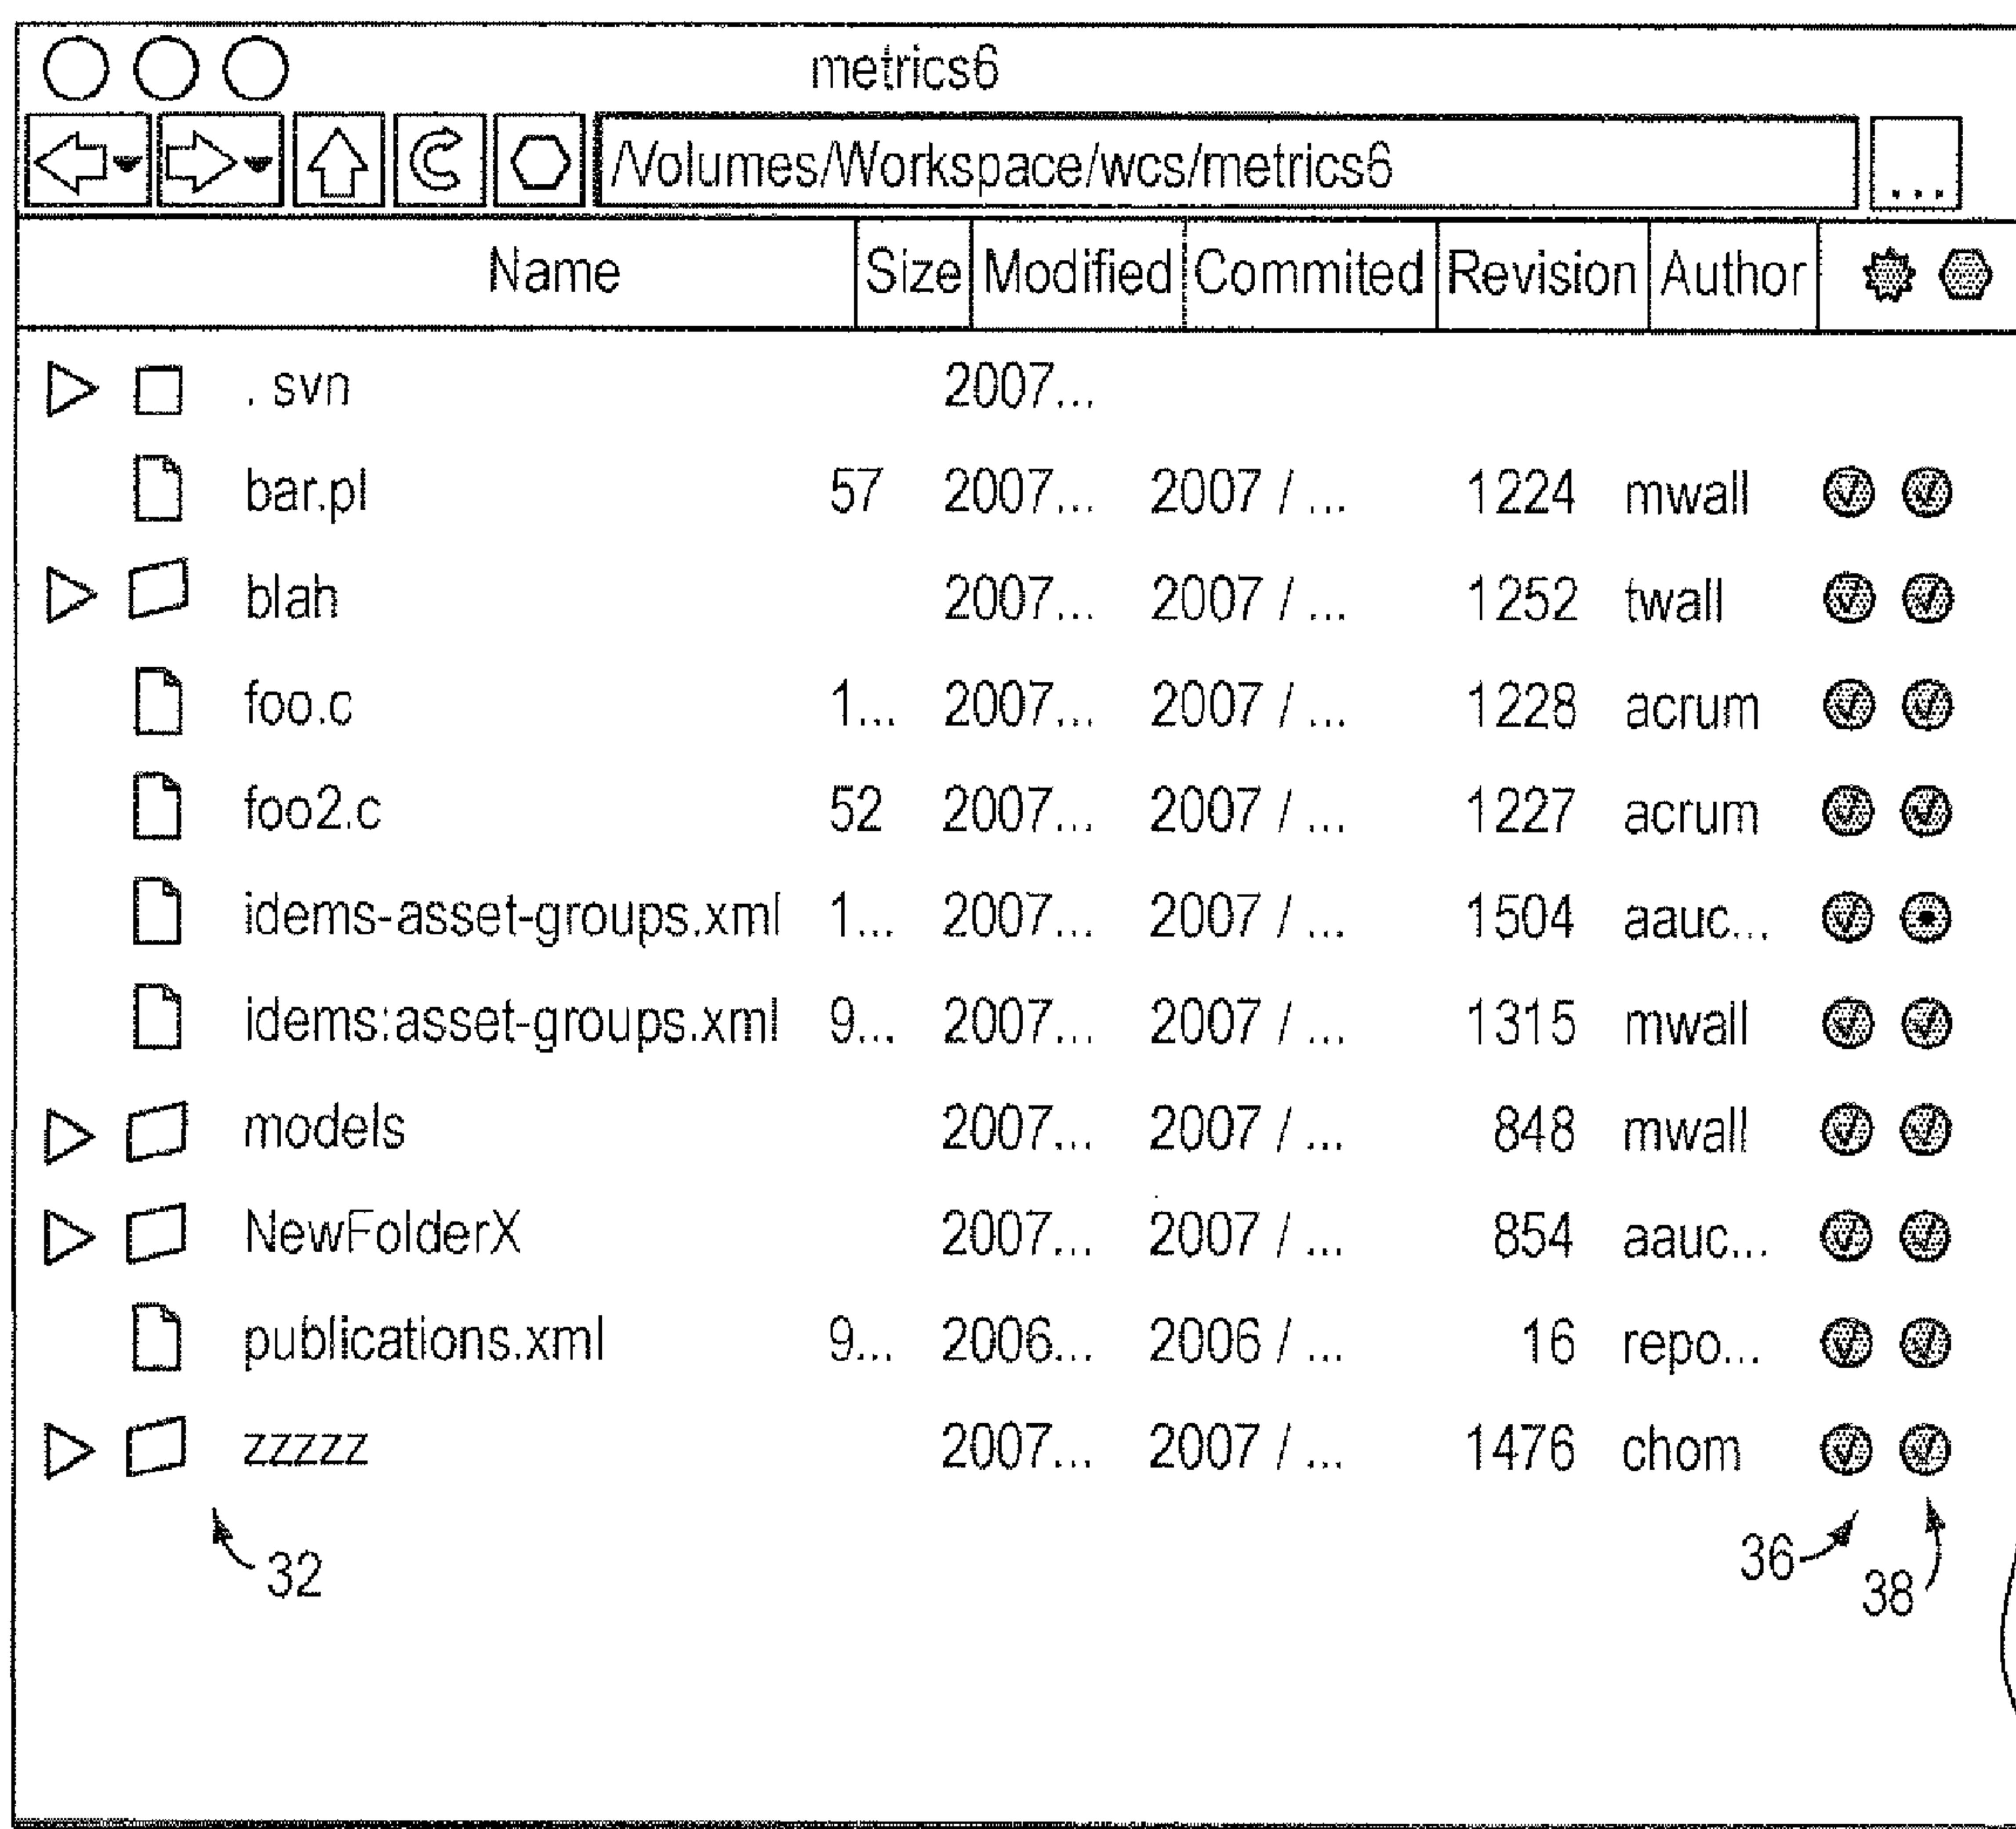 metrics6
/Volumes/Workspace/wcs/metrics6 ...
Name Size Modified Commited Revision Author
. svn 2007...
bar.pl 57 2007... 2007 / ... 1224 mwall
blah 2007... 2007 / ... 1252 twall
foo.c 1... 2007... 2007 / ... 1228 acrum
foo2.c 52 2007... 2007 / ... 1227 acrum
idems-asset-groups.xml 1... 2007... 2007 / ... 1504 aauc...
idems:asset-groups.xml 9... 2007... 2007 / ... 1315 mwall
models 2007... 2007 / ... 848 mwall
NewFolderX 2007... 2007 / ... 854 aauc...
publications.xml 9... 2006... 2006 / ... 16 repo...
zzzzz 2007... 2007 / ... 1476 chom
32 36 38